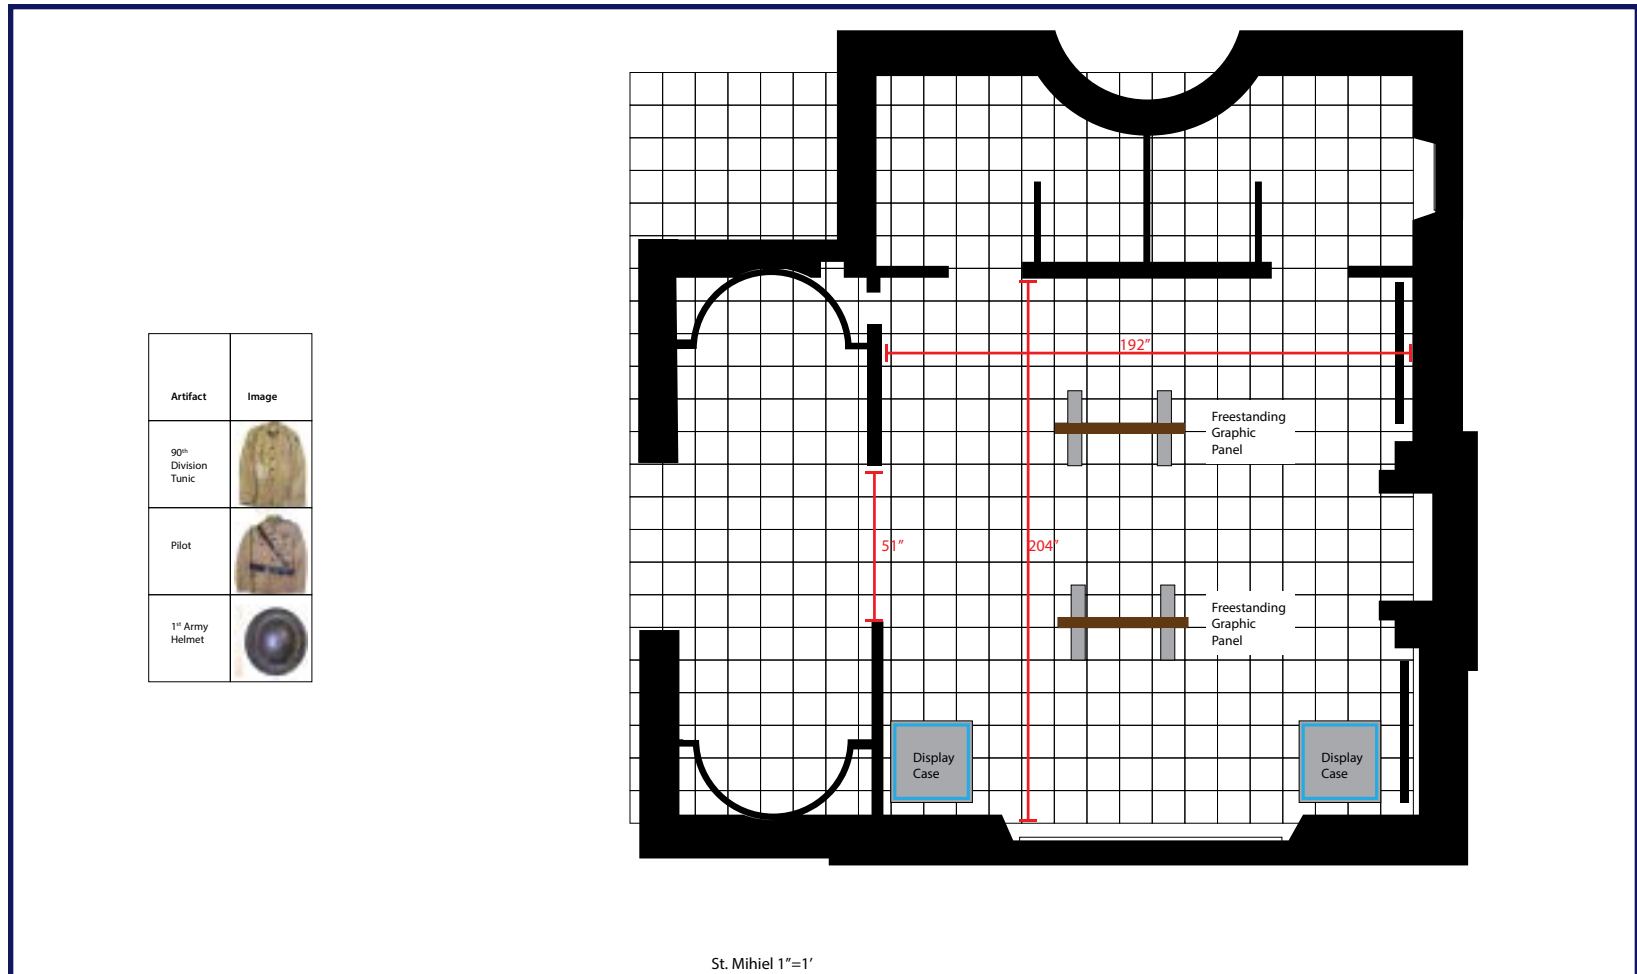 Artifact
Image
90th
Division
Tunic
Pilot
1st Army
Helmet
192”
Freestanding
Graphic
Panel
51”
204”
Freestanding
Graphic
Panel
Display
Case
Display
Case
St. Mihiel 1”=1’